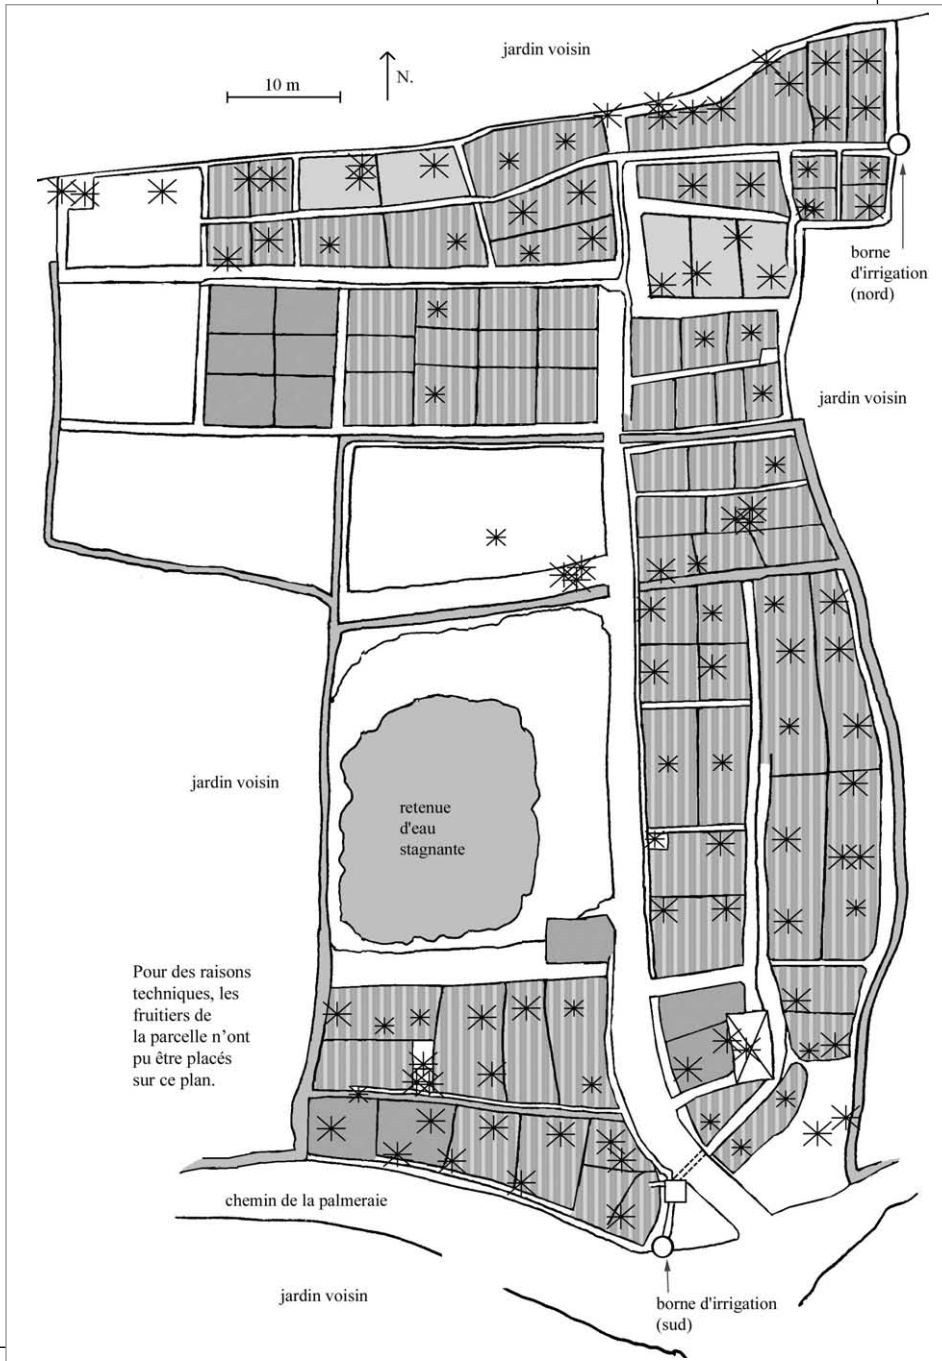 jardin voisin
10 m
N.
borne
d'irrigation
(nord)
jardin voisin
jardin voisin
retenue
d'eau
stagnante
Pour des raisons
techniques, les
fruitiers de
la parcelle n'ont
pu être placés
sur ce plan.
chemin de la palmeraie
jardin voisin
borne d'irrigation
(sud)